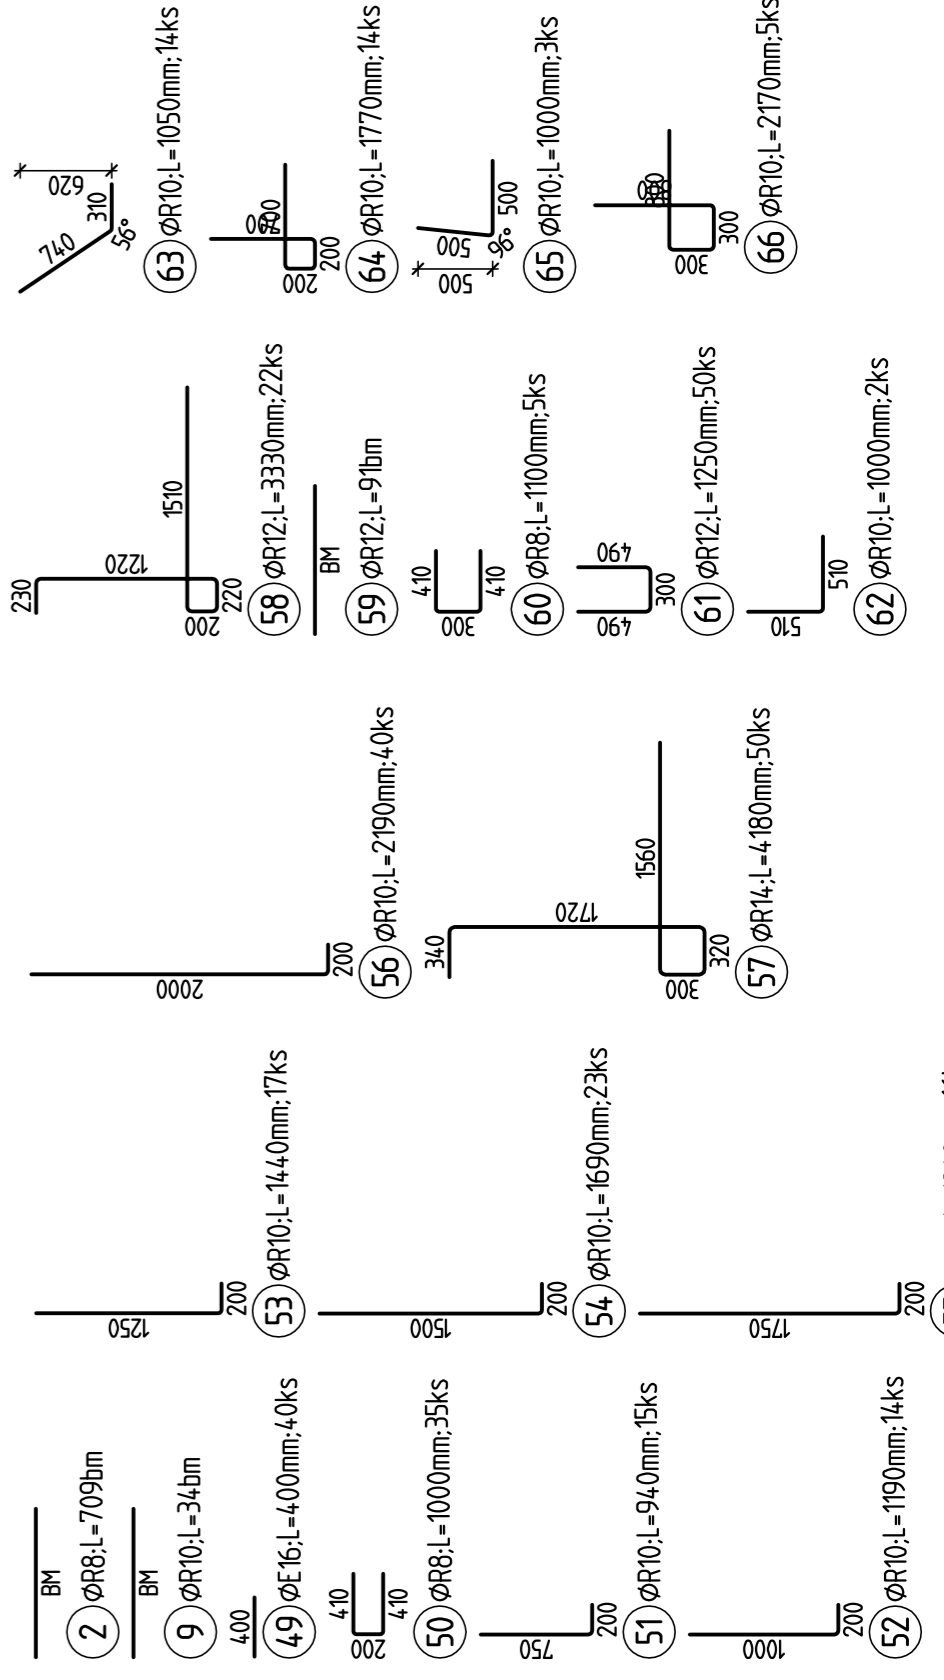 BM
2 ØR8;L=709bm
BM
9 ØR10;L=34bm
400
49 ØE16;L=400mm;40ks
410
200
410
50 ØR8;L=1000mm;35ks
750
200
51 ØR10;L=940mm;15ks
1000
200
52 ØR10;L=1190mm;14ks
1250
200
53 ØR10;L=1440mm;17ks
1500
200
54 ØR10;L=1690mm;23ks
1750
200
2000
200
56 ØR10;L=2190mm;40ks
340
1720
1560
300
320
57 ØR14;L=4180mm;50ks
230
1220
1510
200
220
58 ØR12;L=3330mm;22ks
BM
59 ØR12;L=91bm
410
300
410
60 ØR8;L=1100mm;5ks
490
490
300
61 ØR12;L=1250mm;50ks
510
510
62 ØR10;L=1000mm;2ks
620
740
310
56°
63 ØR10;L=1050mm;14ks
700
200
200
64 ØR10;L=1770mm;14ks
500
500
500
96°
65 ØR10;L=1000mm;3ks
300
300
66 ØR10;L=2170mm;5ks